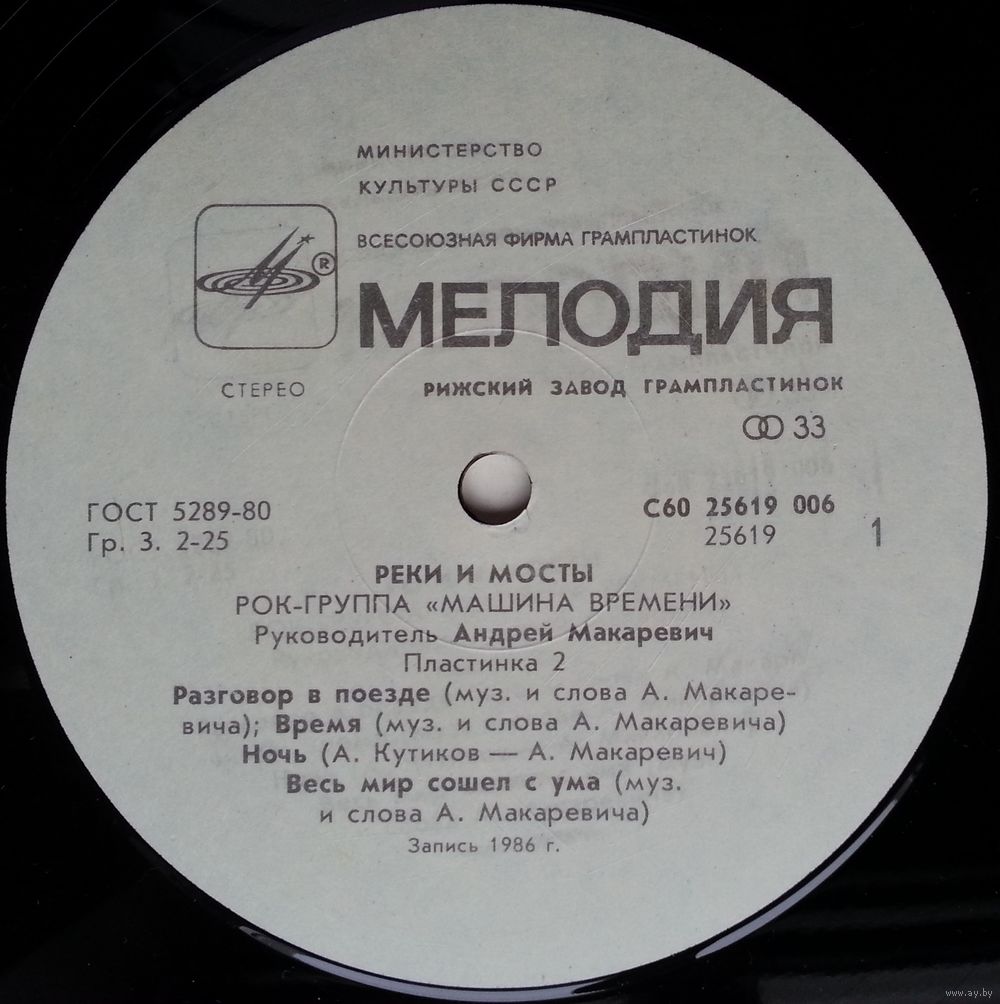 МИНИСТЕРСТВО
КУЛЬТУРЫ СССР
ВСЕСОЮЗНАЯ ФИРМА ГРАМПЛАСТИНОК
®
МЕЛОДИЯ
СТЕРЕО
РИЖСКИЙ ЗАВОД ГРАМПЛАСТИНОК
33
ГОСТ 5289-80
Гр. 3. 2-25
С60 25619 006
25619
1
РЕКИ И МОСТЫ
РОК-ГРУППА «МАШИНА ВРЕМЕНИ»
Руководитель Андрей Макаревич
Пластинка 2
Разговор в поезде (муз. и слова А. Макаре-
вича); Время (муз. и слова А. Макаревича)
Ночь (А. Кутиков — А. Макаревич)
Весь мир сошел с ума (муз.
и слова А. Макаревича)
Запись 1986 г.
www.ay.by